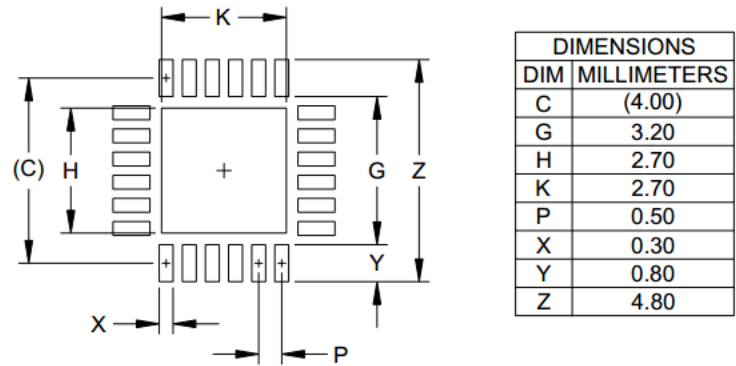 K
(C)
H
G
Z
Y
X
P
DIMENSIONS
DIM MILLIMETERS
C (4.00)
G 3.20
H 2.70
K 2.70
P 0.50
X 0.30
Y 0.80
Z 4.80